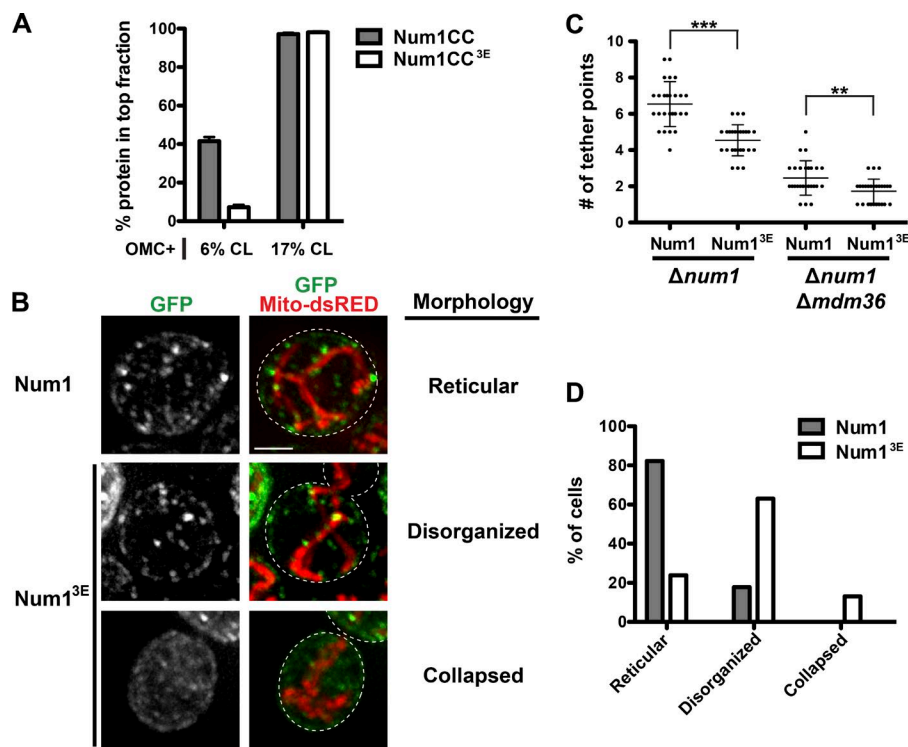 A
% protein in top fraction
100
80
60
40
20
0
OMC+ 6% CL 17% CL
Num1CC
Num1CC³ᴱ
B
GFP
GFP
Mito-dsRED
Morphology
Num1
Reticular
Num1³ᴱ
Disorganized
Collapsed
C
# of tether points
10
8
6
4
2
0
***
**
Num1 Num1³ᴱ Num1 Num1³ᴱ
Δnum1 Δnum1
Δmdm36
D
% of cells
100
80
60
40
20
0
Num1
Num1³ᴱ
Reticular
Disorganized
Collapsed